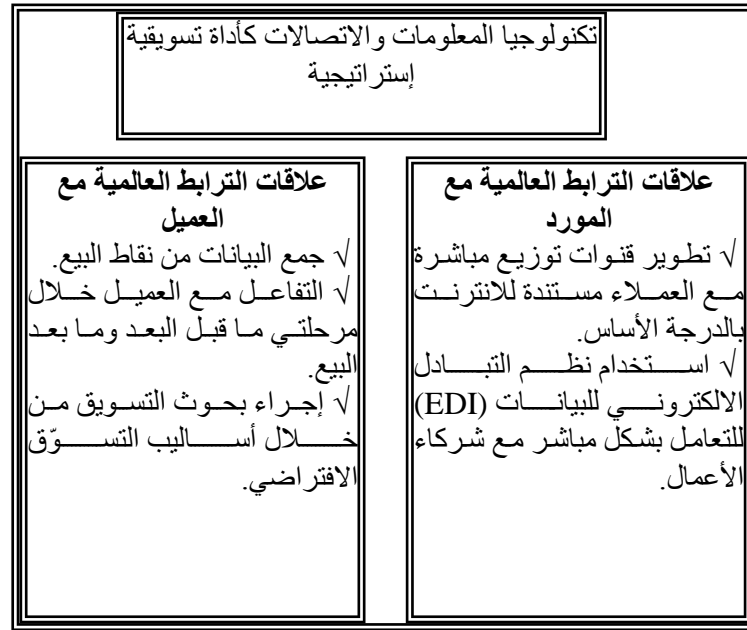 تكنولوجيا المعلومات والاتصالات كأداة تسويقية
إستراتيجية
علاقات الترابط العالمية مع
المورد
√ تطوير قنوات توزيع مباشرة
مع العملاء مستندة للانترنت
بالدرجة الأساس.
√ استخدام نظم التبادل
الالكتروني للبيانات (EDI)
للتعامل بشكل مباشر مع شركاء
الأعمال.
علاقات الترابط العالمية مع
العميل
√ جمع البيانات من نقاط البيع.
√ التفاعل مع العميل خلال
مرحلتي ما قبل البعد وما بعد
البيع.
√ إجراء بحوث التسويق من
خلال أساليب التسوّق
الافتراضي.